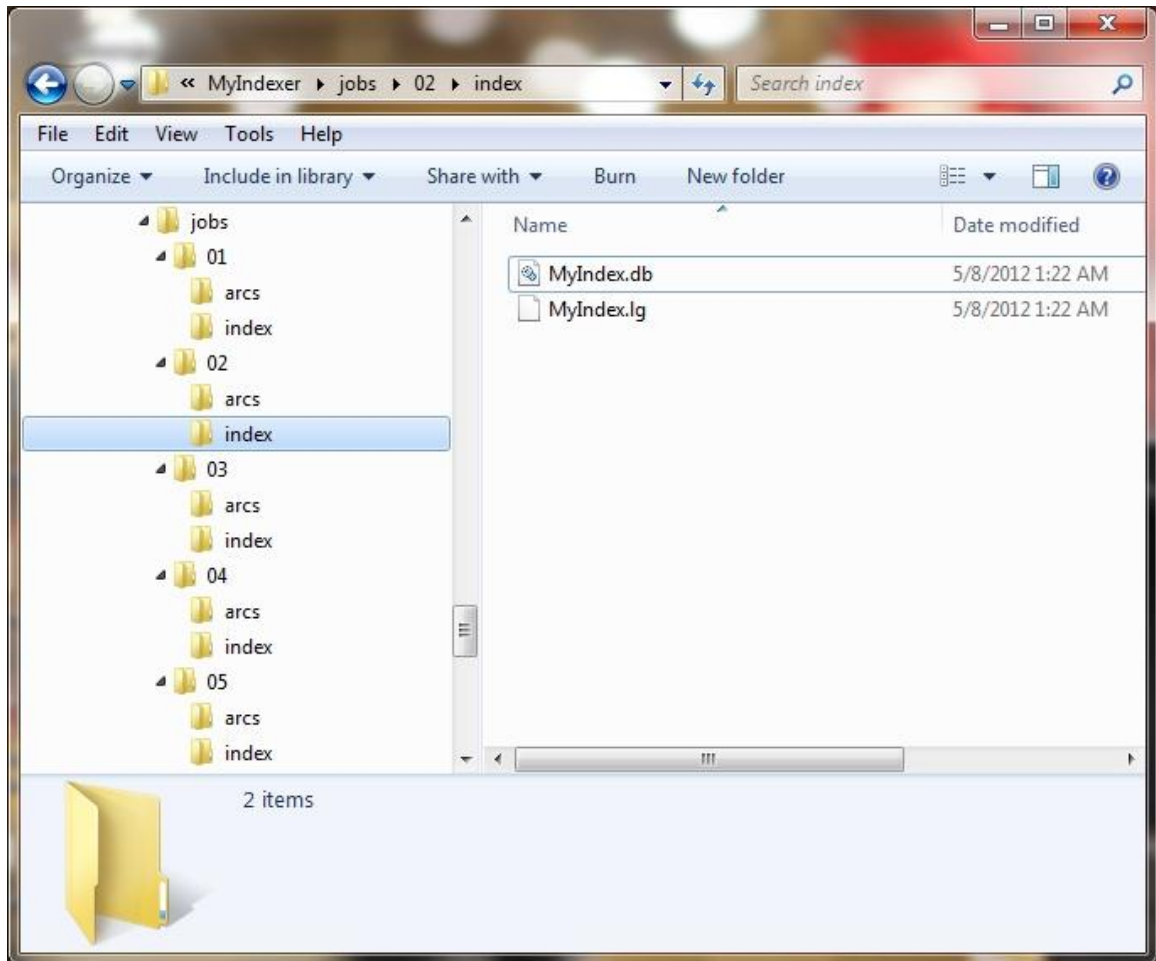 « MyIndexer ▸ jobs ▸ 02 ▸ index
Search index
File Edit View Tools Help
Organize Include in library Share with Burn New folder
jobs
01
arcs
index
02
arcs
index
03
arcs
index
04
arcs
index
05
arcs
index
Name Date modified
MyIndex.db 5/8/2012 1:22 AM
MyIndex.lg 5/8/2012 1:22 AM
2 items